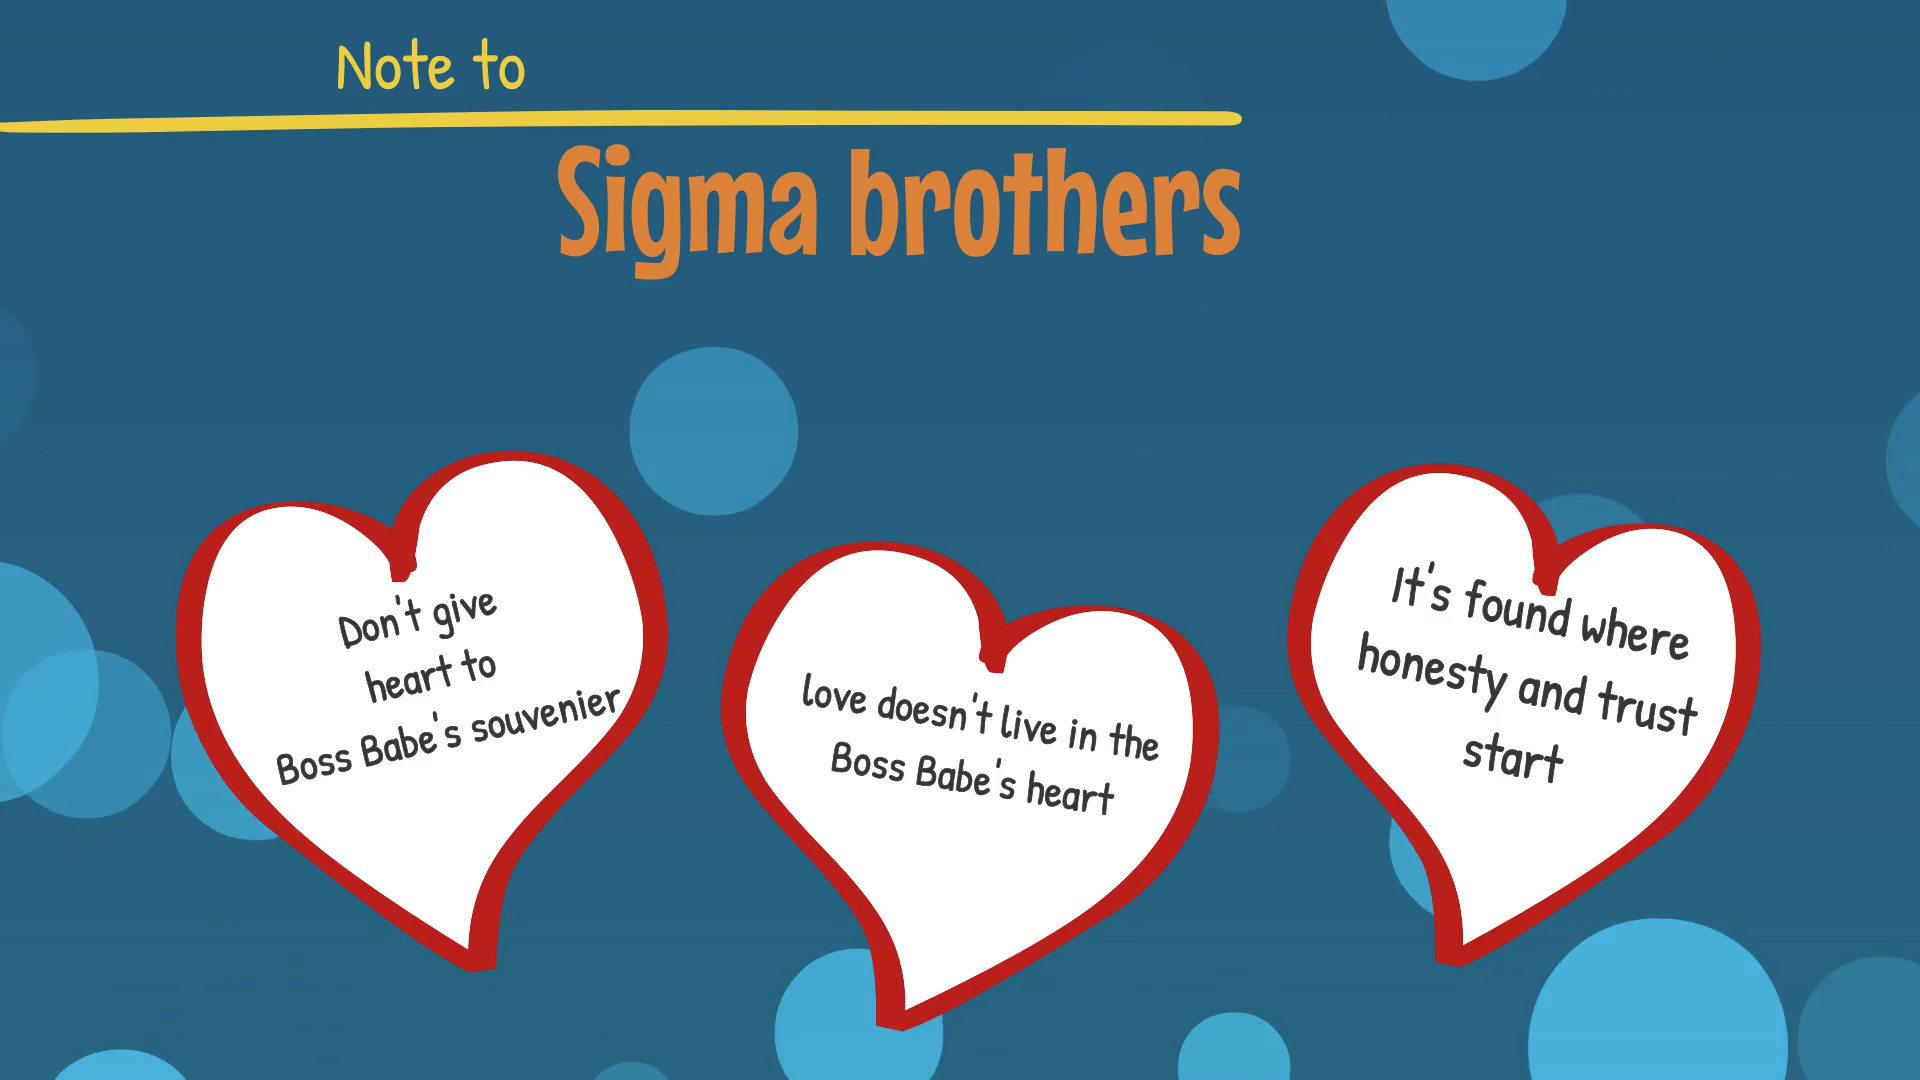 Note to
Sigma brothers
Don't give
heart to
Boss Babe's souvenier
love doesn't live in the
Boss Babe's heart
It's found where
honesty and trust
start